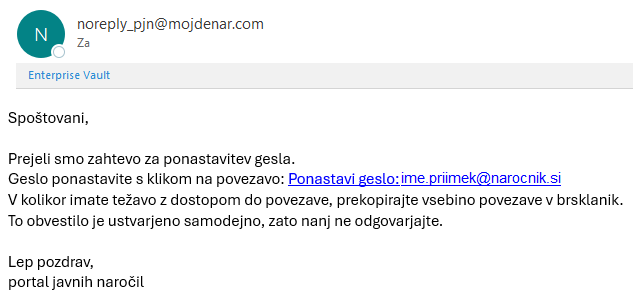 N
noreply_pjn@mojdenar.com
Za
Enterprise Vault
Spoštovani,
Prejeli smo zahtevo za ponastavitev gesla.
Geslo ponastavite s klikom na povezavo: Ponastavi geslo:ime.priimek@narocnik.si
V kolikor imate težavo z dostopom do povezave, prekopirajte vsebino povezave v brsklanik.
To obvestilo je ustvarjeno samodejno, zato nanj ne odgovarjajte.
Lep pozdrav,
portal javnih naročil